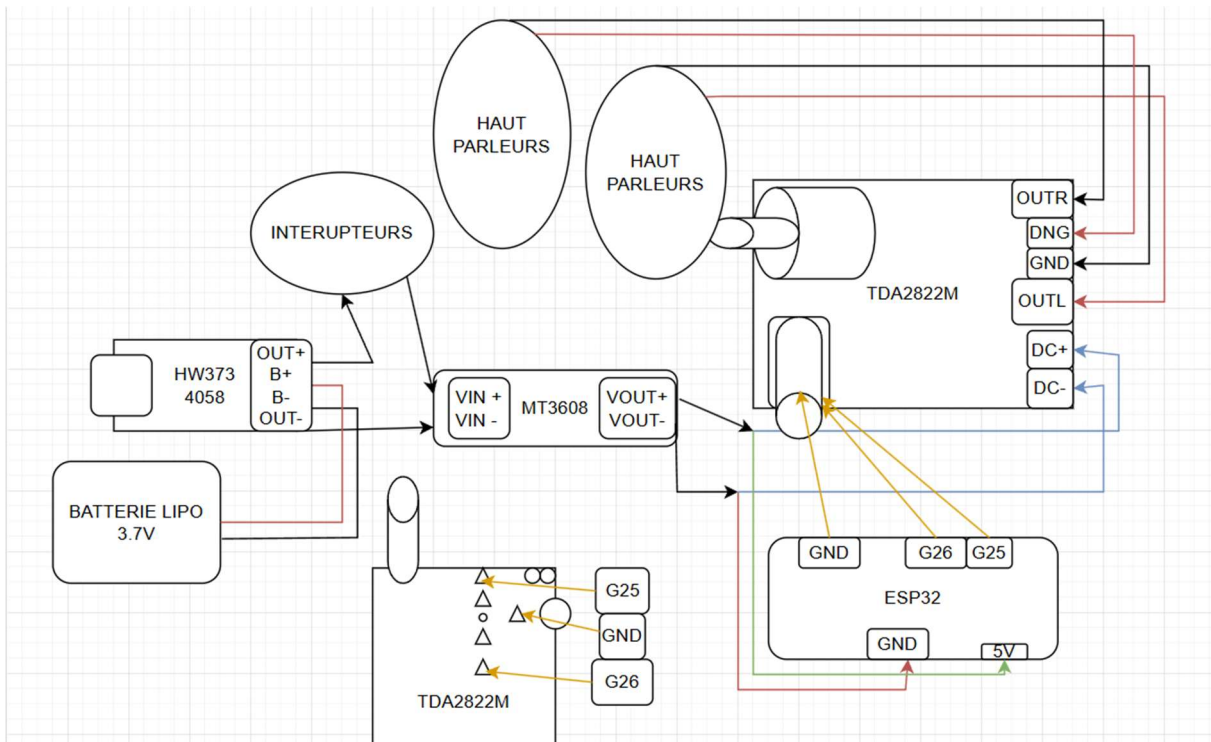 HAUT
PARLEURS
HAUT
PARLEURS
INTERUPTEURS
OUTR
DNG
GND
OUTL
DC+
DC-
TDA2822M
HW373
4058
OUT+
B+
B-
OUT-
VIN +
VIN -
MT3608
VOUT+
VOUT-
BATTERIE LIPO
3.7V
GND
G26
G25
ESP32
GND
5V
G25
GND
G26
TDA2822M